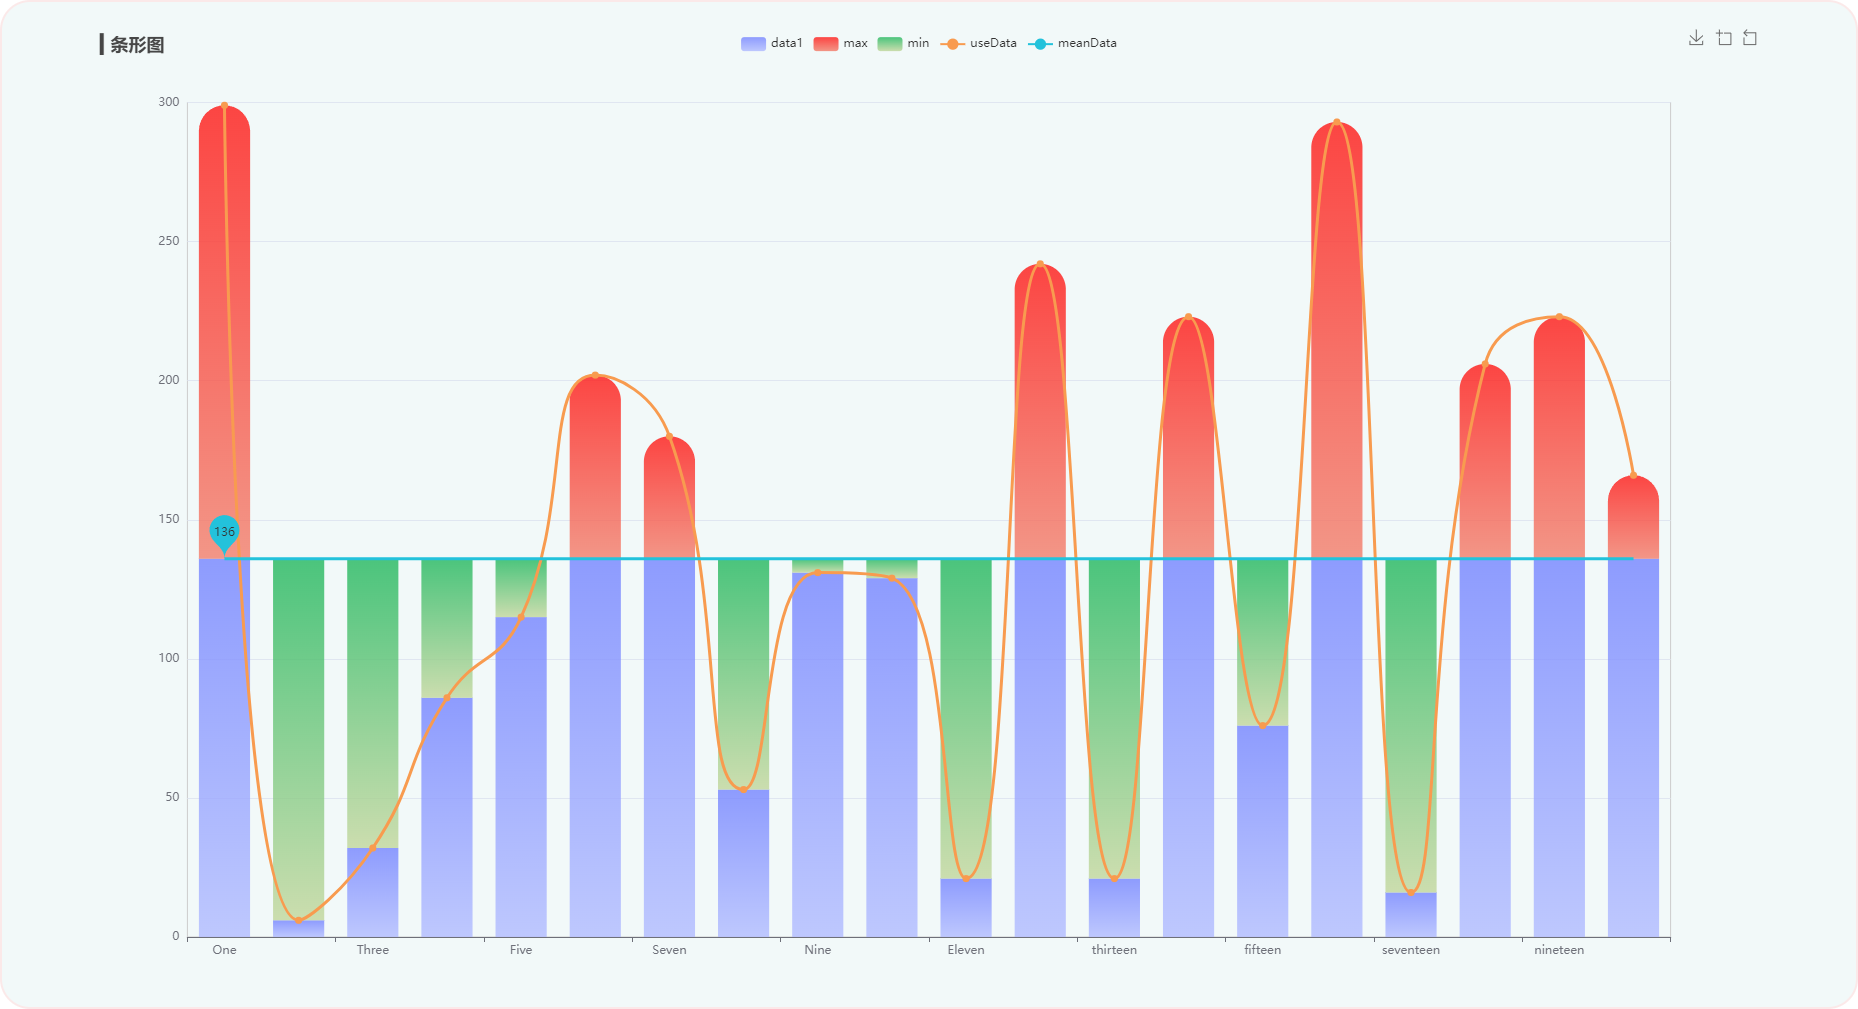 条形图
data1 max min useData meanData
300
250
200
150
136
100
50
0
One Three Five Seven Nine Eleven thirteen fifteen seventeen nineteen